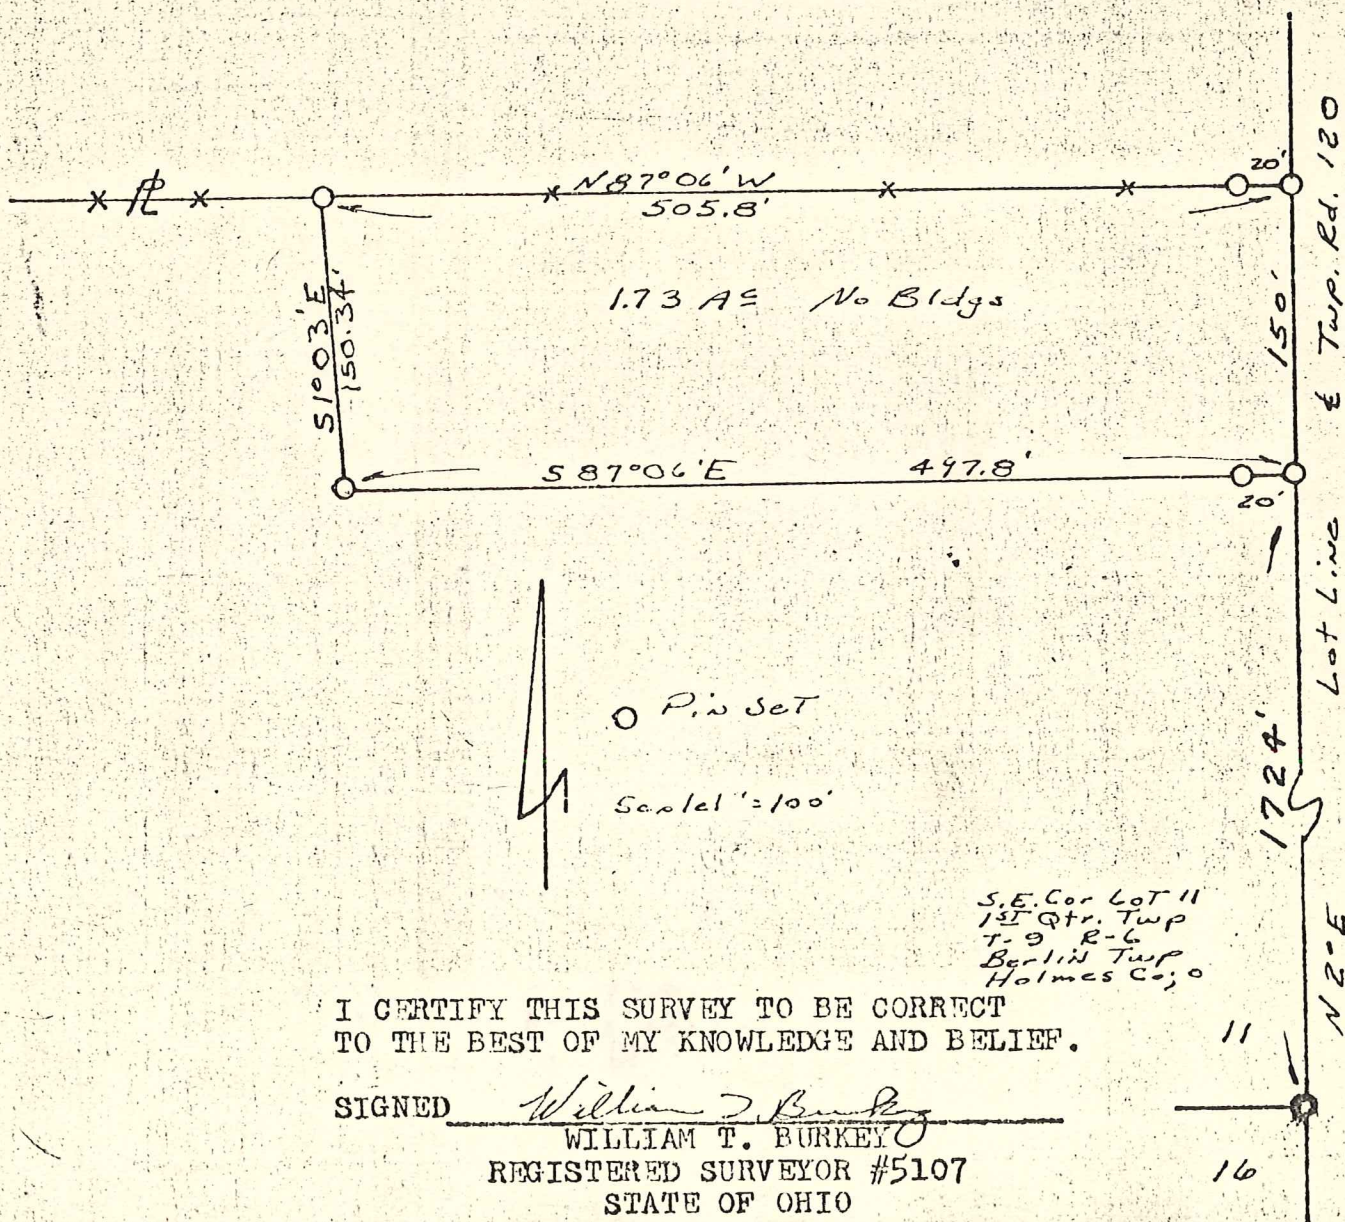 20'
N87°06'W
505.8'
1.73 Ac No Bldgs
S1°03'E
150.34'
150'
℄ Twp. Rd. 120
S87°06'E 497.8'
20'
Lot Line
1724'
N2°E
O Pin Set
Scale 1"=100'
S.E. Cor Lot 11
1ST Qtr. Twp
T-9 R-6
Berlin Twp
Holmes Co; O
I CERTIFY THIS SURVEY TO BE CORRECT
TO THE BEST OF MY KNOWLEDGE AND BELIEF.
11
SIGNED William T. Burkey
WILLIAM T. BURKEY
REGISTERED SURVEYOR #5107
STATE OF OHIO
16